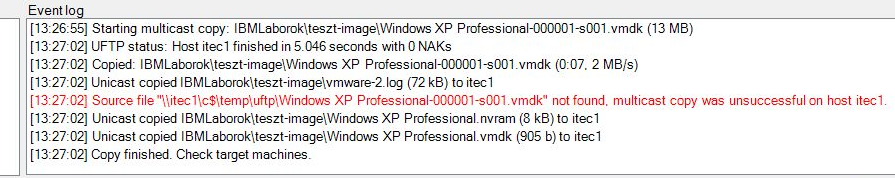 Event log
[13:26:55] Starting multicast copy: IBMLaborok\teszt-image\Windows XP Professional-000001-s001.vmdk (13 MB)
[13:27:02] UFTP status: Host itec1 finished in 5.046 seconds with 0 NAKs
[13:27:02] Copied: IBMLaborok\teszt-image\Windows XP Professional-000001-s001.vmdk (0:07, 2 MB/s)
[13:27:02] Unicast copied IBMLaborok\teszt-image\vmware-2.log (72 kB) to itec1
[13:27:02] Source file "\\itec1\c$\temp\uftp\Windows XP Professional-000001-s001.vmdk" not found, multicast copy was unsuccessful on host itec1.
[13:27:02] Unicast copied IBMLaborok\teszt-image\Windows XP Professional.nvram (8 kB) to itec1
[13:27:02] Unicast copied IBMLaborok\teszt-image\Windows XP Professional.vmdk (905 b) to itec1
[13:27:02] Copy finished. Check target machines.